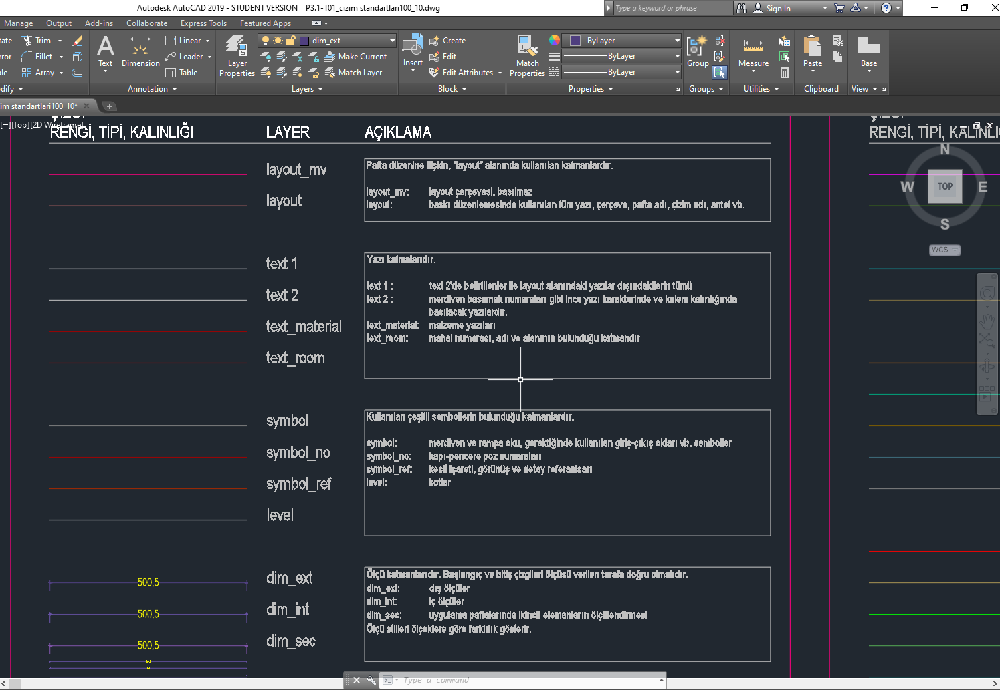 Autodesk AutoCAD 2019 - STUDENT VERSION    P3.1-T01_cizim standartlari100_10.dwg
Type a keyword or phrase
Sign In
Manage Output Add-ins Collaborate Express Tools Featured Apps
Trim
Fillet
Array
Text
Dimension
Linear
Leader
Table
Annotation
Layer
Properties
dim_ext
Make Current
Match Layer
Layers
Insert
Create
Edit
Edit Attributes
Block
Match
Properties
ByLayer
ByLayer
ByLayer
Properties
Group
Groups
Measure
Utilities
Paste
Clipboard
Base
View
im standartlari100_10*
[−][Top][2D Wireframe]
RENGİ, TİPİ, KALINLIĞI LAYER AÇIKLAMA
layout_mv
layout
Pafta düzenine ilişkin, "layout" alanında kullanılan katmanlardır.
layout_mv: layout çerçevesi, basılmaz
layout: baskı düzenlemesinde kullanılan tüm yazı, çerçeve, pafta adı, çizim adı, antet vb.
text 1
text 2
text_material
text_room
Yazı katmalarıdır.
text 1 : text 2'de belirtilenler ile layout alanındaki yazılar dışındakilerin tümü
text 2 : merdiven basamak numaraları gibi ince yazı karakterinde ve kalem kalınlığında
basılacak yazılardır.
text_material: malzeme yazıları
text_room: mahal numarası, adı ve alanının bulunduğu katmandır
symbol
symbol_no
symbol_ref
level
Kullanılan çeşitli sembollerin bulunduğu katmanlardır.
symbol: merdiven ve rampa oku, gerektiğinde kullanılan giriş-çıkış okları vb. semboller
symbol_no: kapı-pencere poz numaraları
symbol_ref: kesit işareti, görünüş ve detay referansları
level: kotlar
500,5 dim_ext
500,5 dim_int
500,5 dim_sec
Ölçü katmanlarıdır. Başlangıç ve bitiş çizgileri ölçüsü verilen tarafa doğru olmalıdır.
dim_ext: dış ölçüler
dim_int: iç ölçüler
dim_sec: uygulama paftalarında ikincil elemanların ölçülendirmesi
Ölçü stilleri ölçeklere göre farklılık gösterir.
RENGİ, TİPİ, KALINLI
N
W TOP E
S
WCS
Type a command